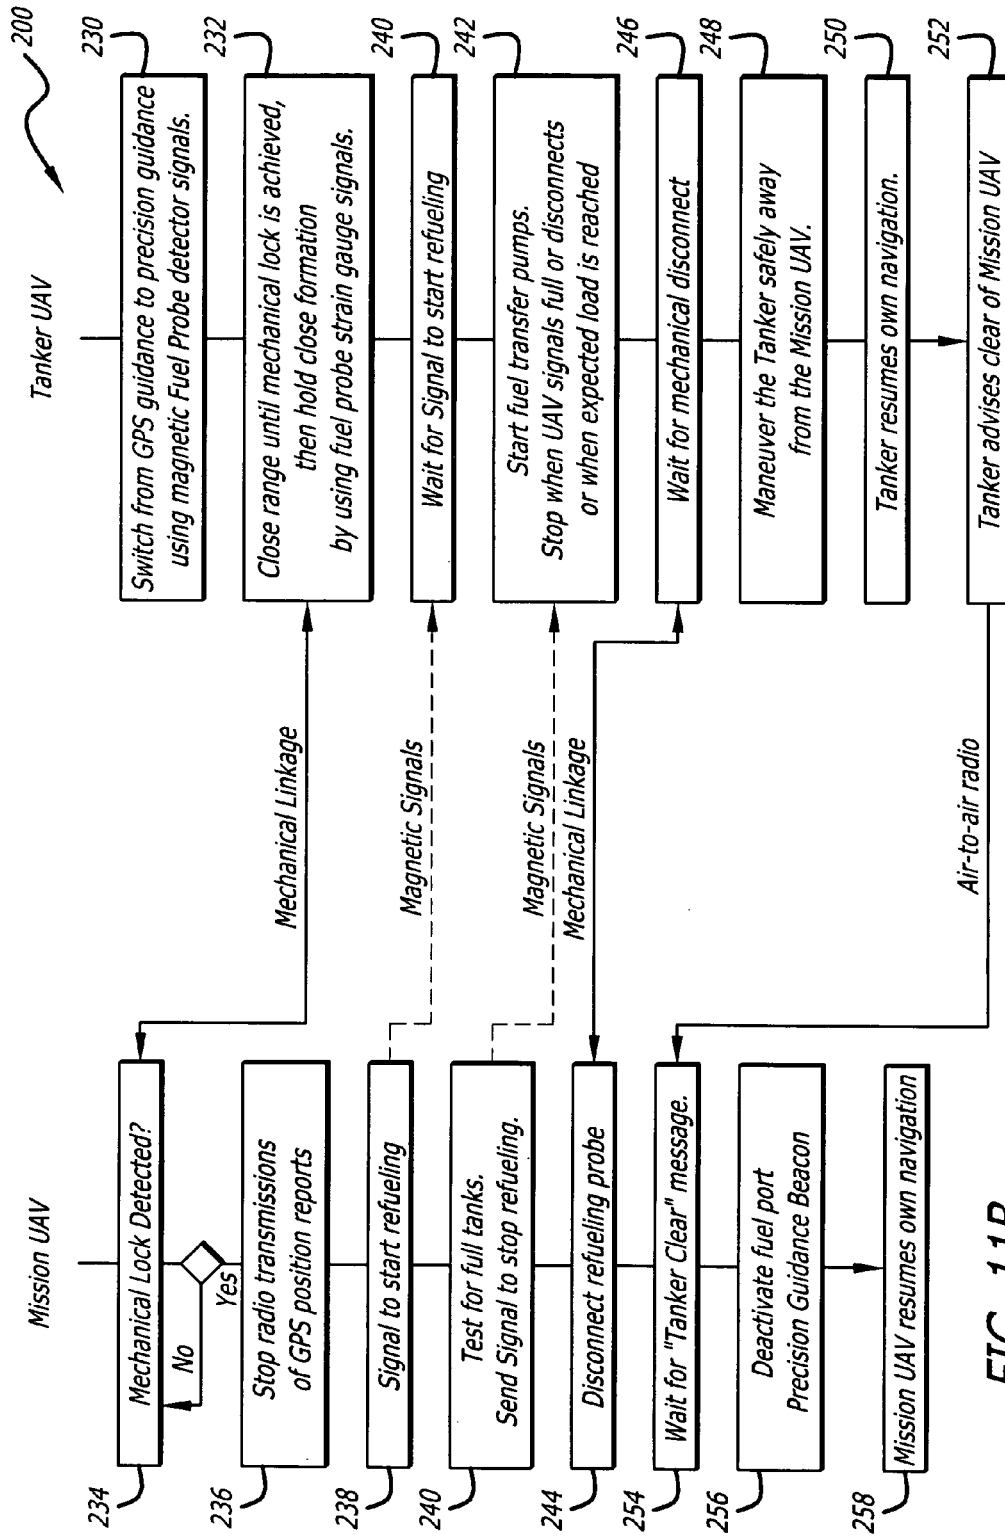 200
Mission UAV
Tanker UAV
234
Mechanical Lock Detected?
No
Yes
236
Stop radio transmissions
of GPS position reports
238
Signal to start refueling
240
Test for full tanks.
Send Signal to stop refueling.
244
Disconnect refueling probe
254
Wait for "Tanker Clear" message.
256
Deactivate fuel port
Precision Guidance Beacon
258
Mission UAV resumes own navigation
Mechanical Linkage
Magnetic Signals
Magnetic Signals
Mechanical Linkage
Air-to-air radio
230
Switch from GPS guidance to precision guidance
using magnetic Fuel Probe detector signals.
232
Close range until mechanical lock is achieved,
then hold close formation
by using fuel probe strain gauge signals.
240
Wait for Signal to start refueling
242
Start fuel transfer pumps.
Stop when UAV signals full or disconnects
or when expected load is reached
246
Wait for mechanical disconnect
248
Maneuver the Tanker safely away
from the Mission UAV.
250
Tanker resumes own navigation.
252
Tanker advises clear of Mission UAV
FIG. 11B